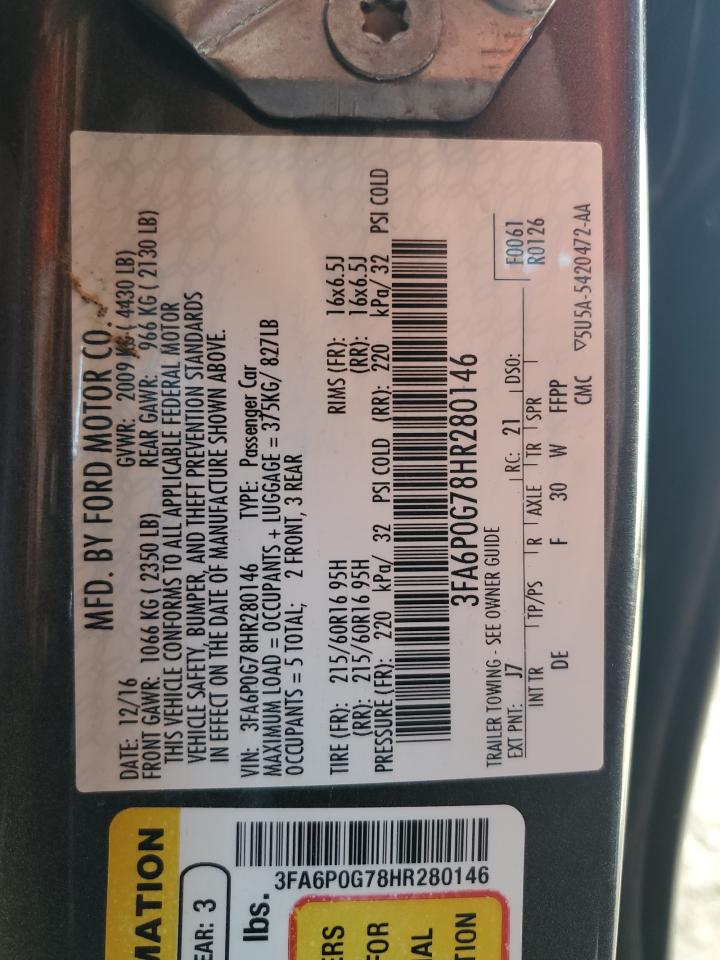 MFD. BY FORD MOTOR CO.
DATE: 12/16 GVWR: 2009 KG ( 4430 LB)
FRONT GAWR: 1066 KG ( 2350 LB) REAR GAWR: 966 KG ( 2130 LB)
THIS VEHICLE CONFORMS TO ALL APPLICABLE FEDERAL MOTOR
VEHICLE SAFETY, BUMPER, AND THEFT PREVENTION STANDARDS
IN EFFECT ON THE DATE OF MANUFACTURE SHOWN ABOVE.
VIN: 3FA6P0G78HR280146 TYPE: Passenger Car
MAXIMUM LOAD = OCCUPANTS + LUGGAGE = 375KG/ 827LB
OCCUPANTS = 5 TOTAL; 2 FRONT, 3 REAR
TIRE (FR): 215/60R16 95H RIMS (FR): 16x6.5J
(RR): 215/60R16 95H (RR): 16x6.5J
PRESSURE (FR): 220 kPa/ 32 PSI COLD (RR): 220 kPa/ 32 PSI COLD
3FA6P0G78HR280146
TRAILER TOWING - SEE OWNER GUIDE
F0061
R0126
EXT PNT: J7 RC: 21 DSO:
INT TR TP/PS R AXLE TR SPR
DE F 30 W FFPP
CMC ▽5U5A-5420472-AA
MATION
EAR: 3
lbs.
3FA6P0G78HR280146
ERS
FOR
AL
TION